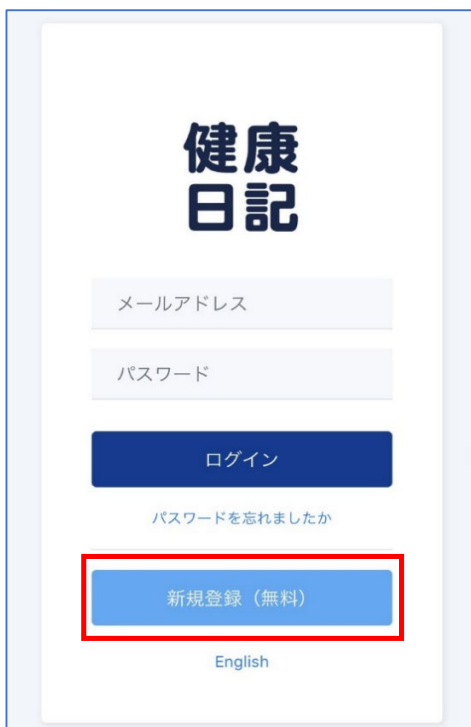 健康
日記
メールアドレス
パスワード
ログイン
パスワードを忘れましたか
新規登録（無料）
English